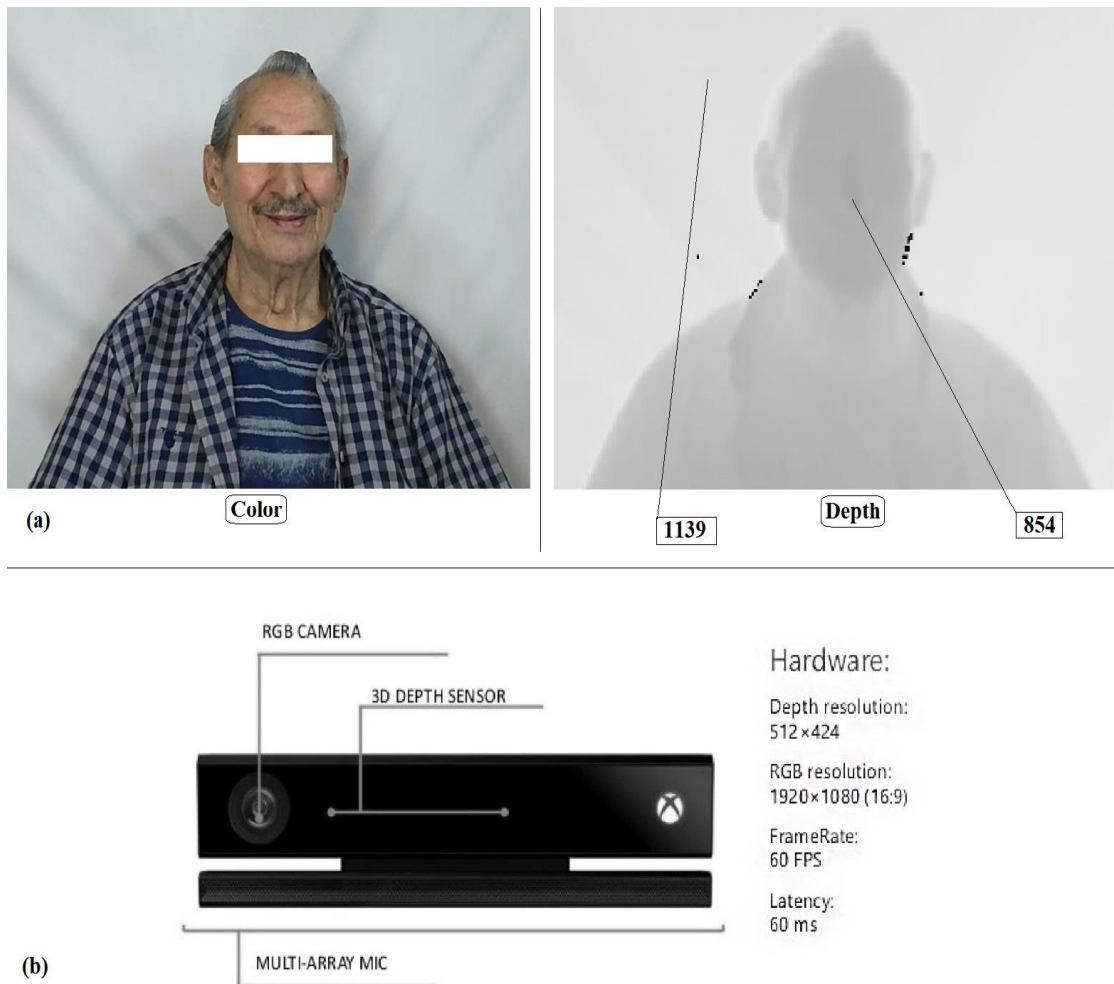 Color
Depth
(a)
1139
854
RGB CAMERA
3D DEPTH SENSOR
Hardware:
Depth resolution:
512×424
RGB resolution:
1920×1080 (16:9)
FrameRate:
60 FPS
Latency:
60 ms
MULTI-ARRAY MIC
(b)